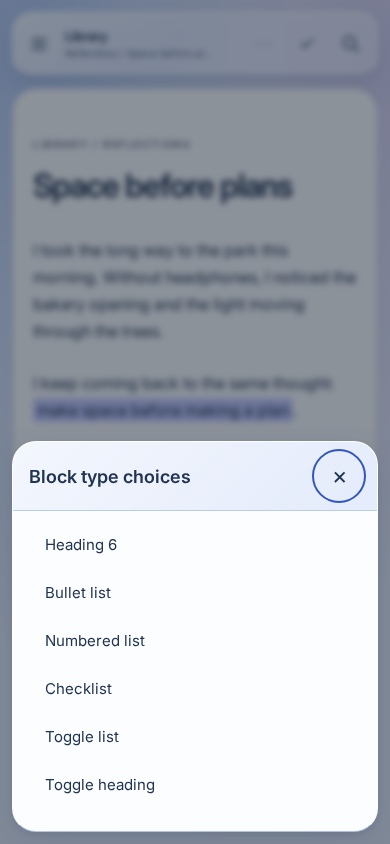 Library
LIBRARY / REFLECTIONS
Space before plans
I took the long way to the park this
morning. Without headphones, I noticed the
bakery opening and the light moving
through the trees.
I keep coming back to the same thought:
make space before making a plan.
Block type choices
Heading 6
Bullet list
Numbered list
Checklist
Toggle list
Toggle heading